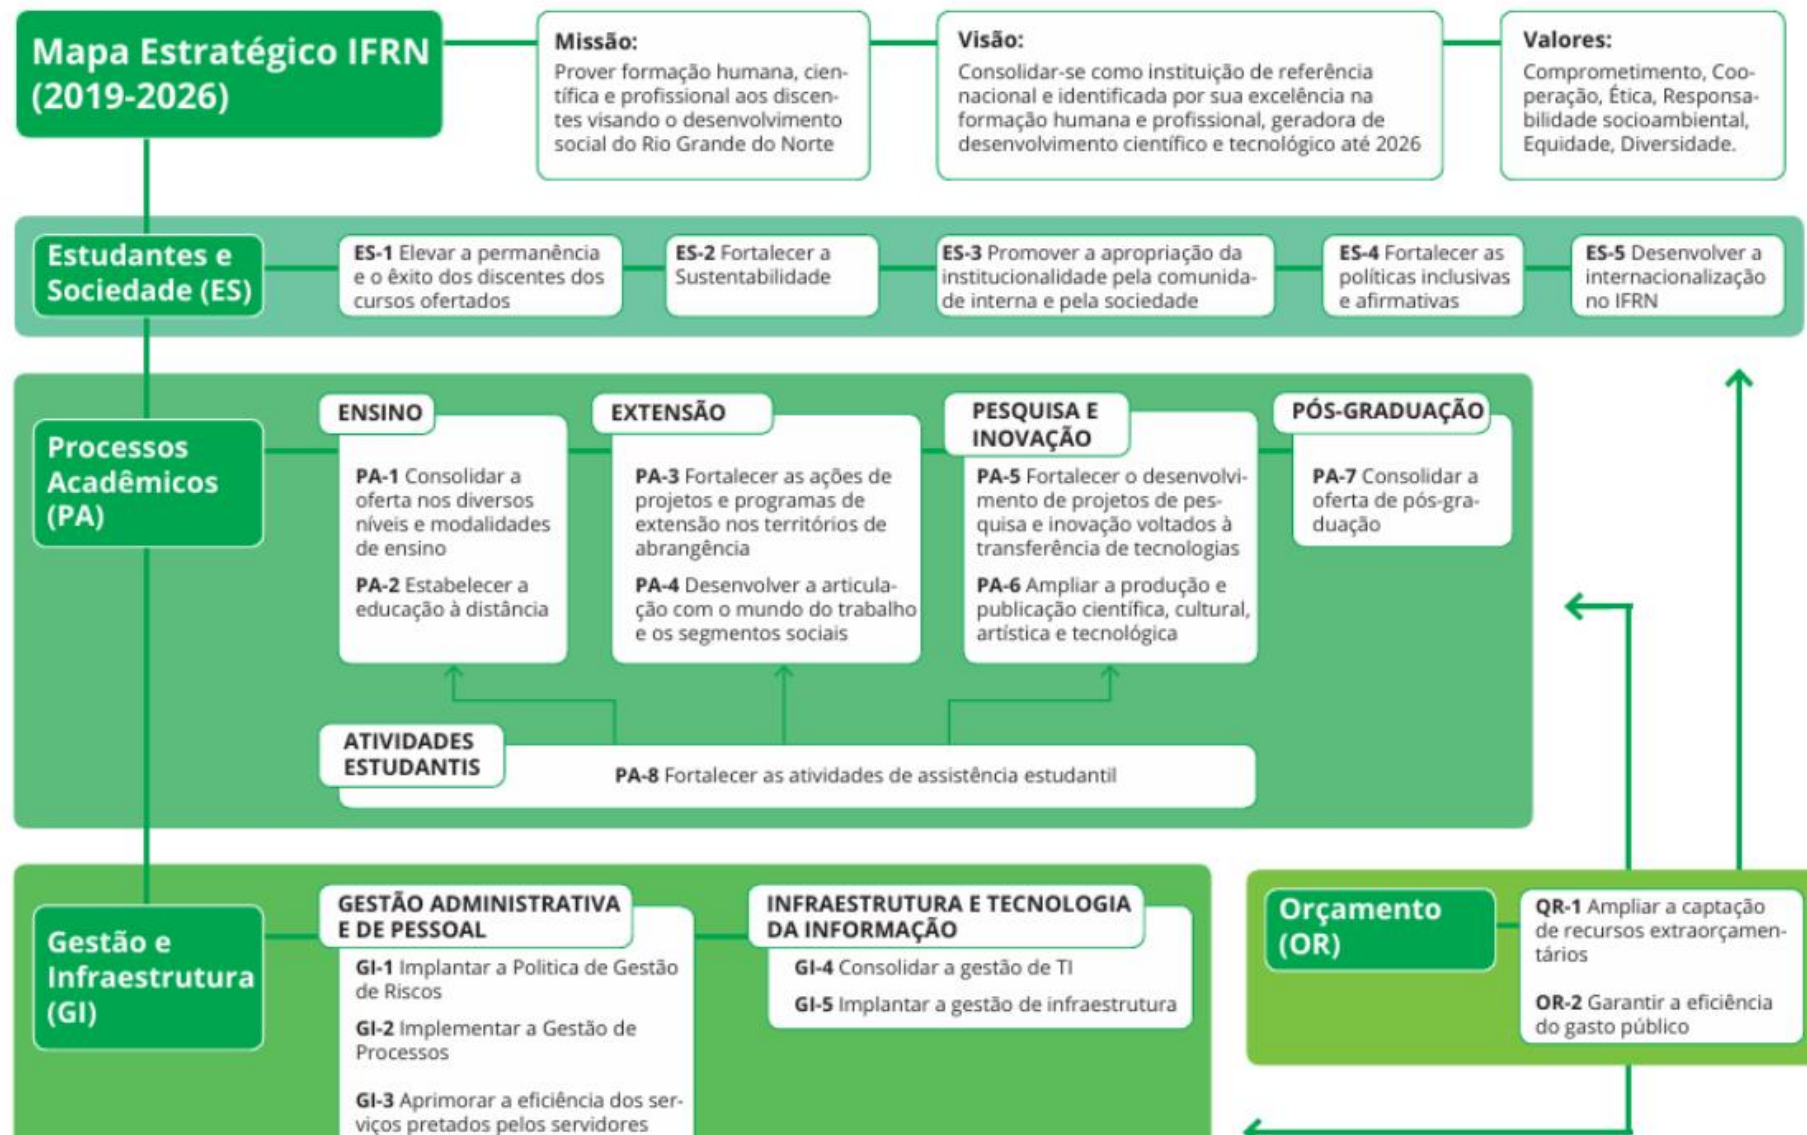 Mapa Estratégico IFRN
(2019-2026)
Missão:
Prover formação humana, cien-
tífica e profissional aos discen-
tes visando o desenvolvimento
social do Rio Grande do Norte
Visão:
Consolidar-se como instituição de referência
nacional e identificada por sua excelência na
formação humana e profissional, geradora de
desenvolvimento científico e tecnológico até 2026
Valores:
Comprometimento, Coo-
peração, Ética, Responsa-
bilidade socioambiental,
Equidade, Diversidade.
Estudantes e
Sociedade (ES)
ES-1 Elevar a permanência
e o êxito dos discentes dos
cursos ofertados
ES-2 Fortalecer a
Sustentabilidade
ES-3 Promover a apropriação da
institucionalidade pela comunida-
de interna e pela sociedade
ES-4 Fortalecer as
políticas inclusivas
e afirmativas
ES-5 Desenvolver a
internacionalização
no IFRN
Processos
Acadêmicos
(PA)
ENSINO
PA-1 Consolidar a
oferta nos diversos
níveis e modalidades
de ensino
PA-2 Estabelecer a
educação à distância
EXTENSÃO
PA-3 Fortalecer as ações de
projetos e programas de
extensão nos territórios de
abrangência
PA-4 Desenvolver a articula-
ção com o mundo do trabalho
e os segmentos sociais
PESQUISA E
INOVAÇÃO
PA-5 Fortalecer o desenvolvi-
mento de projetos de pes-
quisa e inovação voltados à
transferência de tecnologias
PA-6 Ampliar a produção e
publicação científica, cultural,
artística e tecnológica
PÓS-GRADUAÇÃO
PA-7 Consolidar a
oferta de pós-gra-
duação
ATIVIDADES
ESTUDANTIS
PA-8 Fortalecer as atividades de assistência estudantil
Gestão e
Infraestrutura
(GI)
GESTÃO ADMINISTRATIVA
E DE PESSOAL
GI-1 Implantar a Politica de Gestão
de Riscos
GI-2 Implementar a Gestão de
Processos
GI-3 Aprimorar a eficiência dos ser-
viços pretados pelos servidores
INFRAESTRUTURA E TECNOLOGIA
DA INFORMAÇÃO
GI-4 Consolidar a gestão de TI
GI-5 Implantar a gestão de infraestrutura
Orçamento
(OR)
QR-1 Ampliar a captação
de recursos extraorçamen-
tários
OR-2 Garantir a eficiência
do gasto público